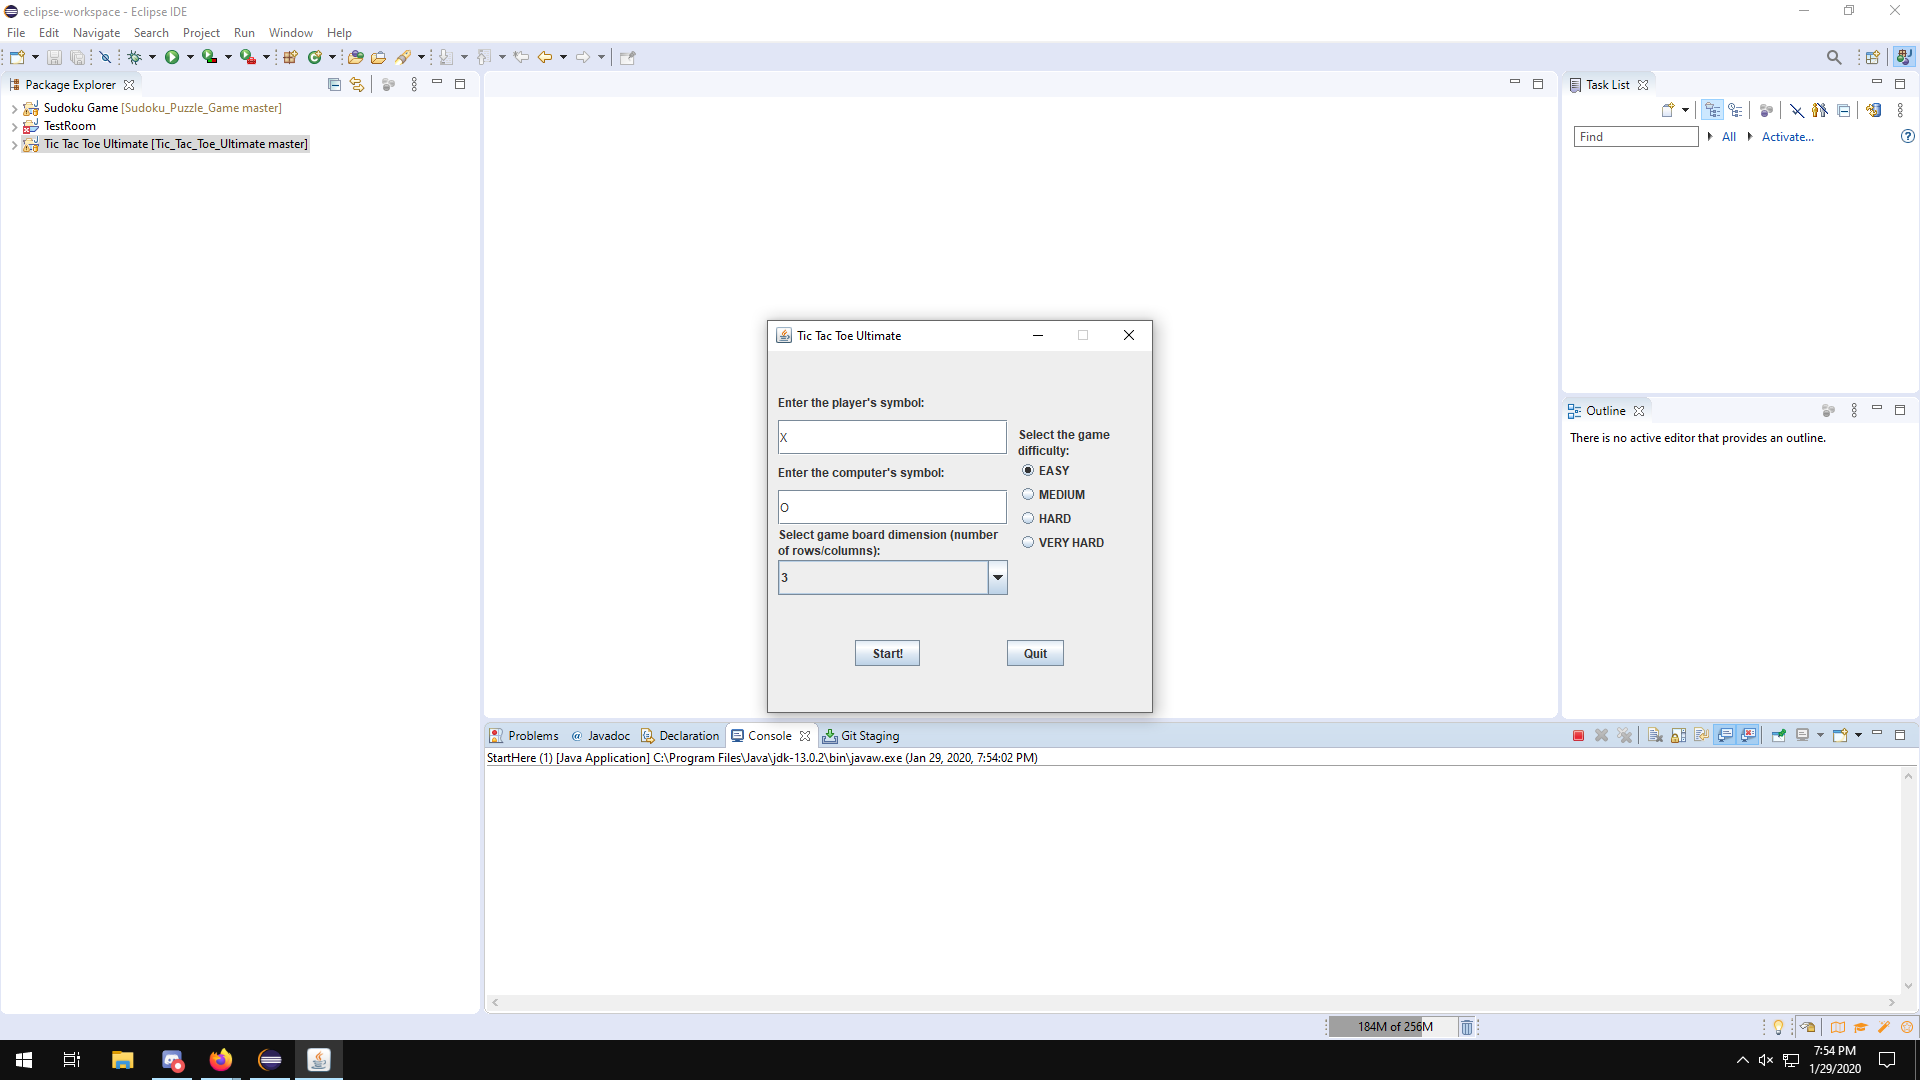 eclipse-workspace - Eclipse IDE
File Edit Navigate Search Project Run Window Help
Package Explorer
Sudoku Game [Sudoku_Puzzle_Game master]
TestRoom
Tic Tac Toe Ultimate [Tic_Tac_Toe_Ultimate master]
Task List
Find
All
Activate...
Outline
There is no active editor that provides an outline.
Tic Tac Toe Ultimate
Enter the player's symbol:
X
Enter the computer's symbol:
O
Select game board dimension (number
of rows/columns):
3
Select the game
difficulty:
EASY
MEDIUM
HARD
VERY HARD
Start!
Quit
Problems @ Javadoc Declaration Console Git Staging
StartHere (1) [Java Application] C:\Program Files\Java\jdk-13.0.2\bin\javaw.exe (Jan 29, 2020, 7:54:02 PM)
184M of 256M
7:54 PM
1/29/2020